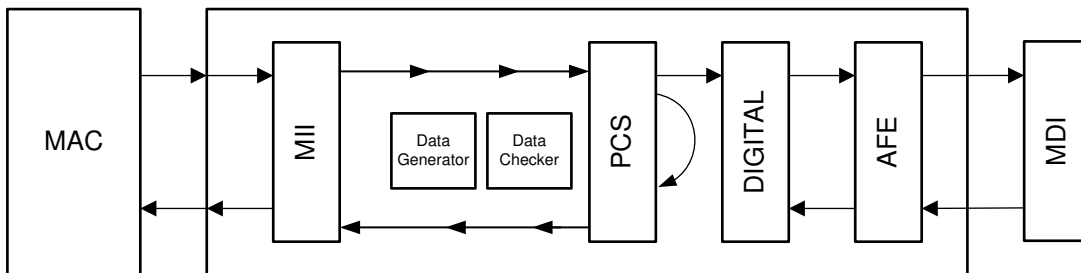 MAC
MII
Data
Generator
Data
Checker
PCS
DIGITAL
AFE
MDI